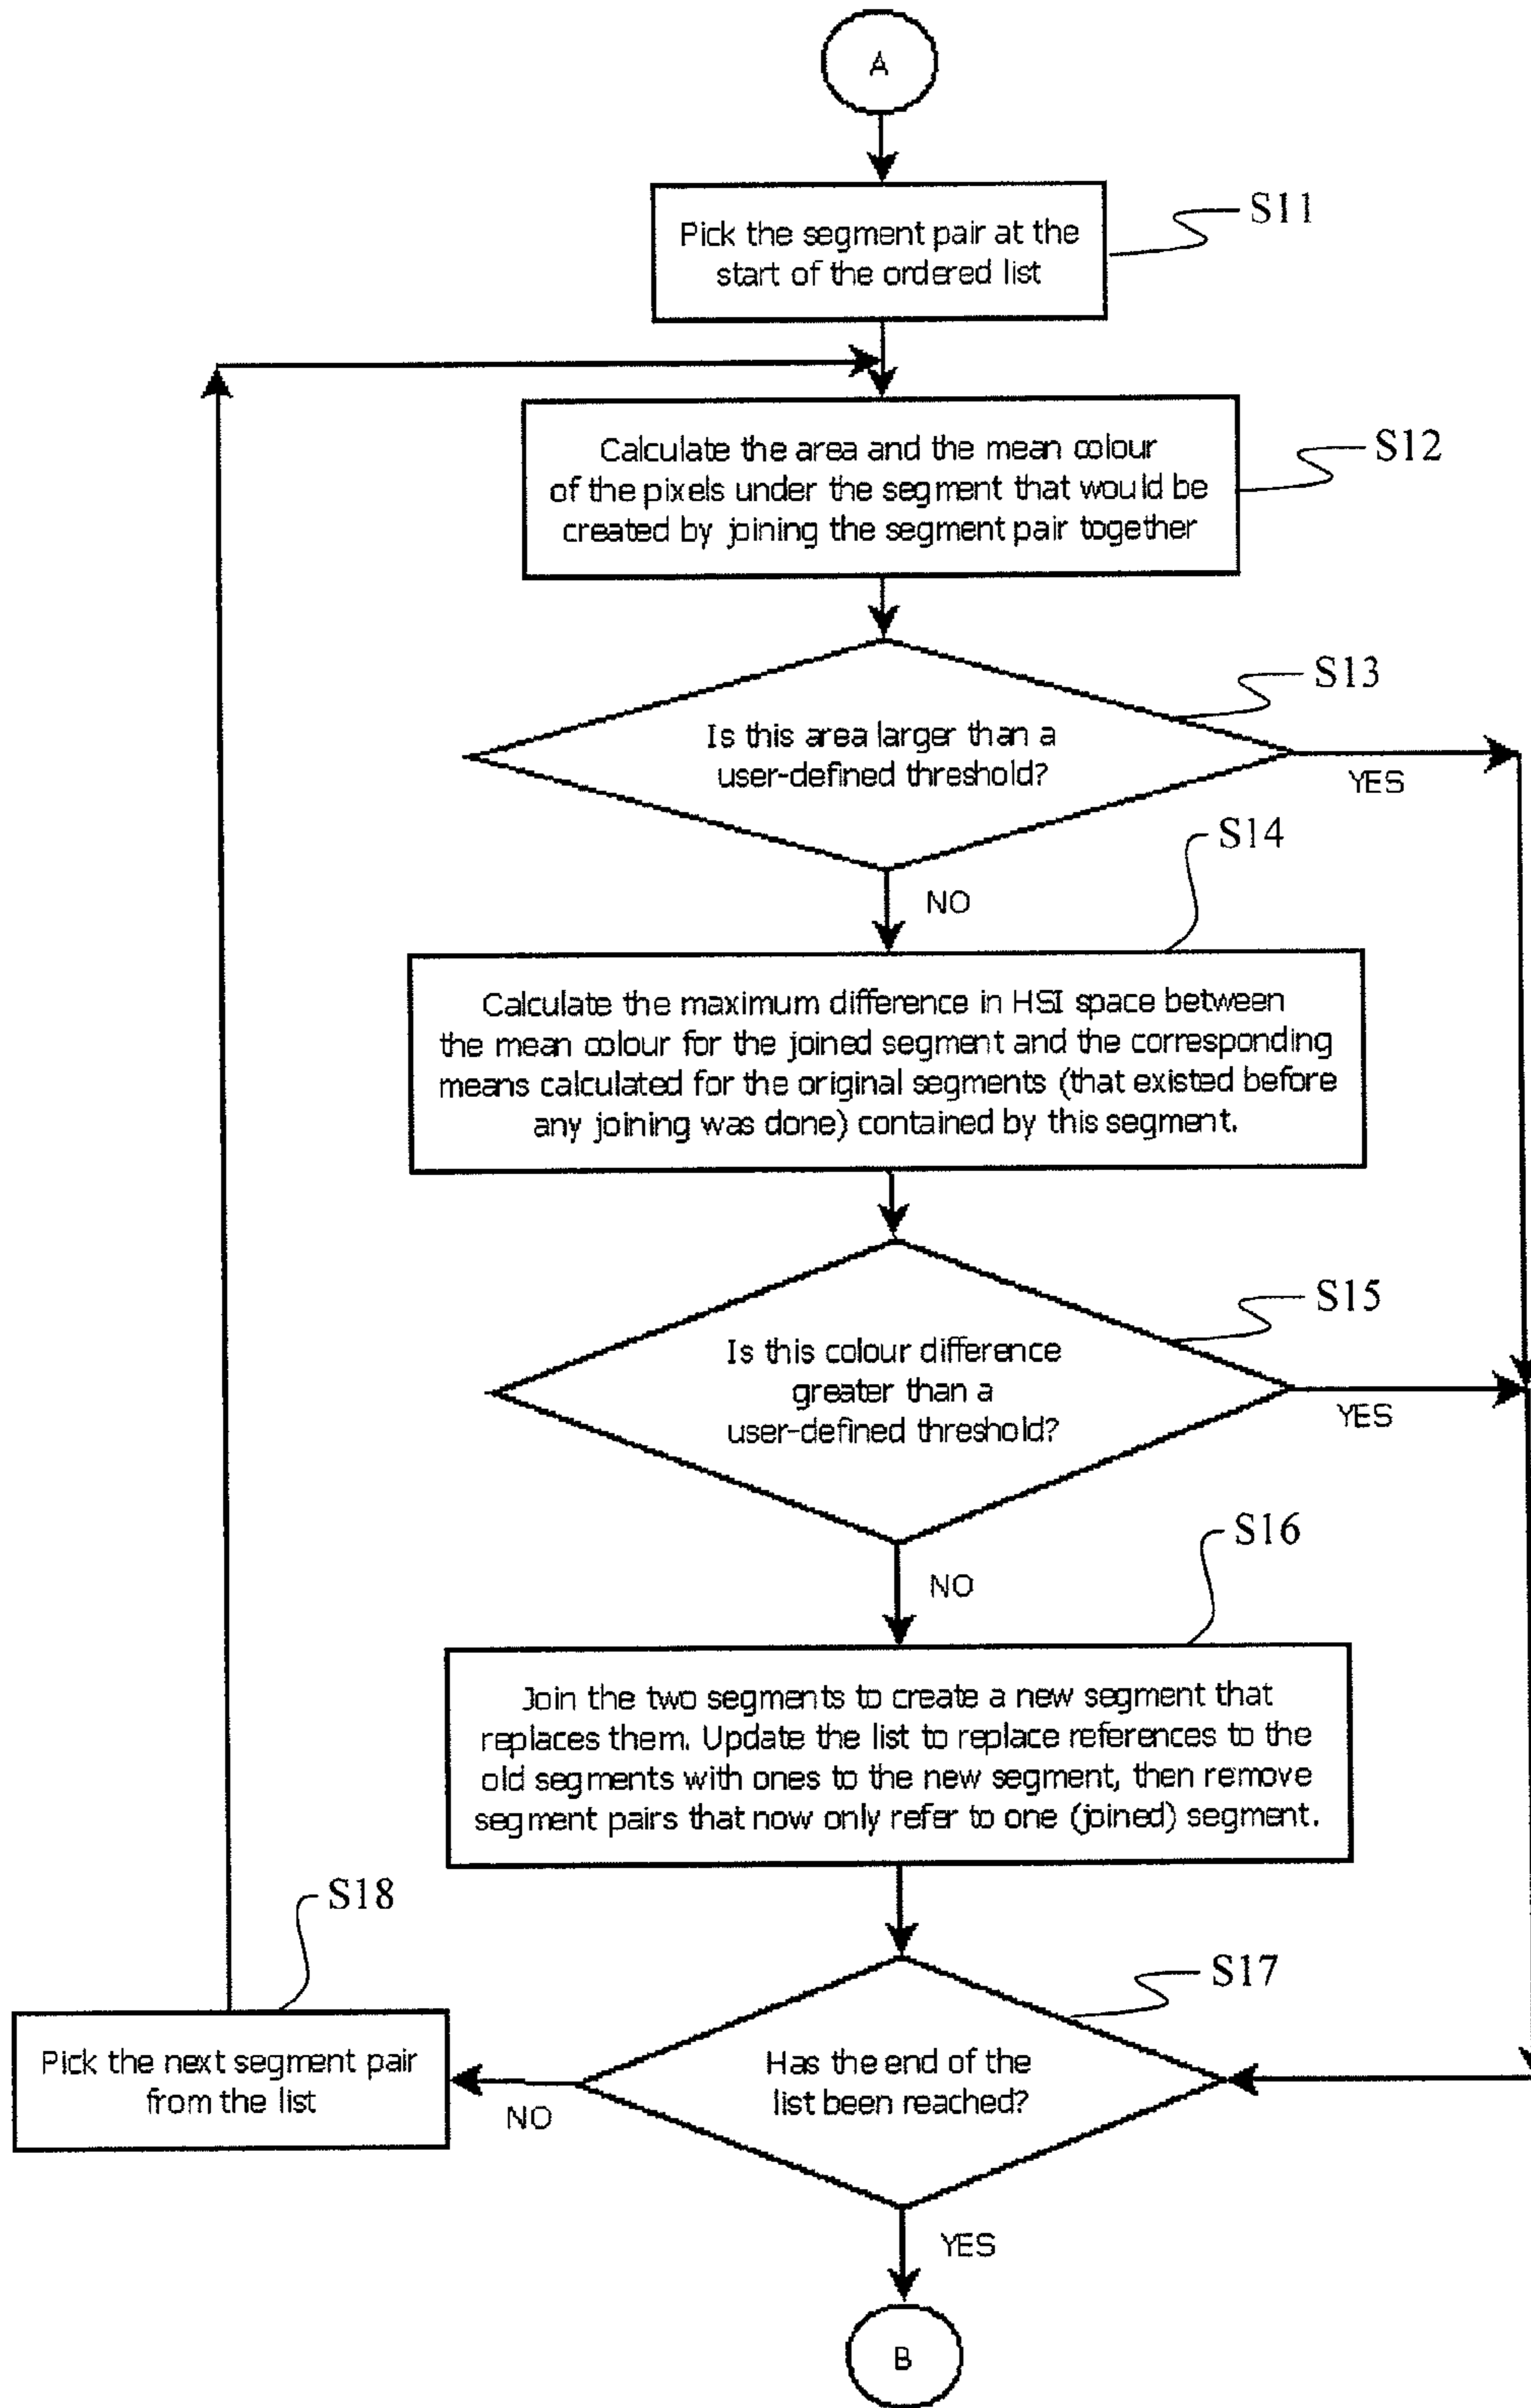 A
Pick the segment pair at the
start of the ordered list
S11
Calculate the area and the mean colour
of the pixels under the segment that would be
created by joining the segment pair together
S12
Is this area larger than a
user-defined threshold?
S13
YES
NO
S14
Calculate the maximum difference in HSI space between
the mean colour for the joined segment and the corresponding
means calculated for the original segments (that existed before
any joining was done) contained by this segment.
Is this colour difference
greater than a
user-defined threshold?
S15
YES
NO
S16
Join the two segments to create a new segment that
replaces them. Update the list to replace references to the
old segments with ones to the new segment, then remove
segment pairs that now only refer to one (joined) segment.
S17
Has the end of the
list been reached?
NO
S18
Pick the next segment pair
from the list
YES
B